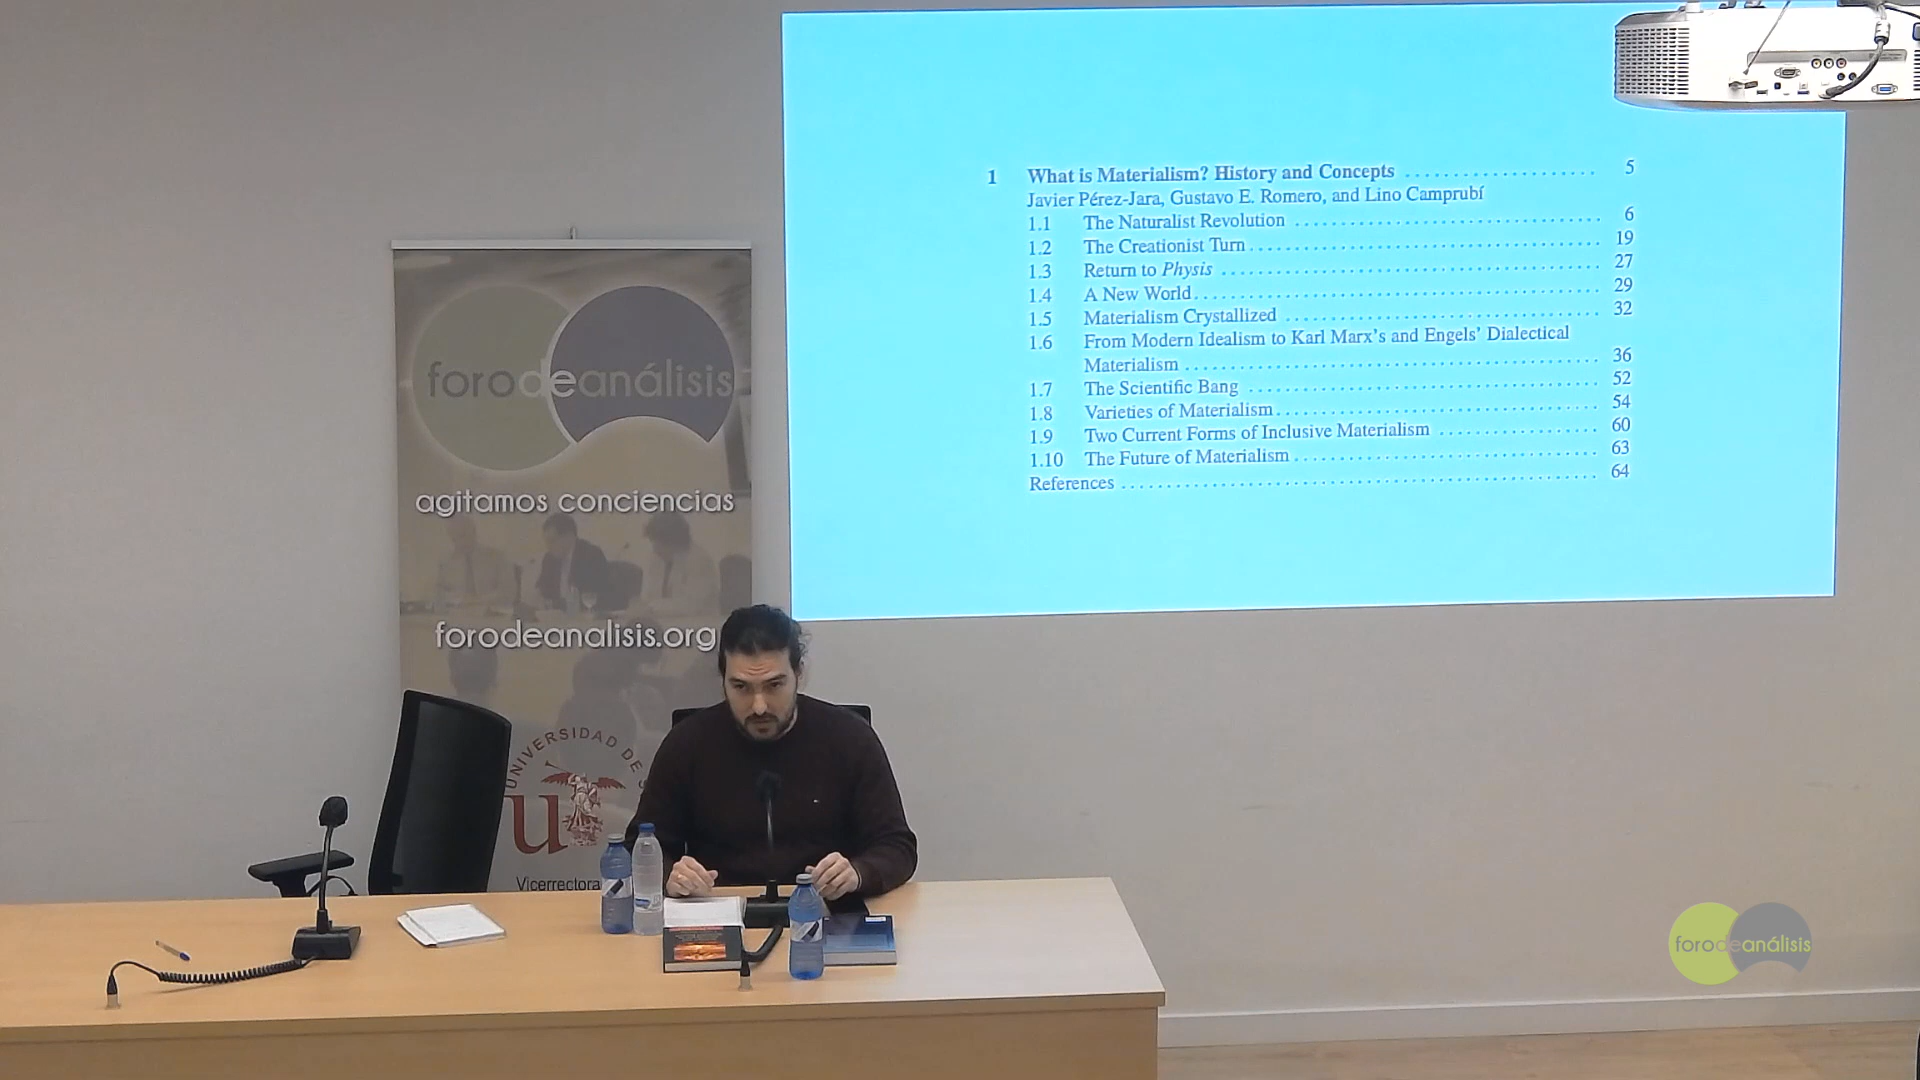 1 What is Materialism? History and Concepts 5
Javier Pérez-Jara, Gustavo E. Romero, and Lino Camprubí
1.1 The Naturalist Revolution 6
1.2 The Creationist Turn 19
1.3 Return to Physis 27
1.4 A New World 29
1.5 Materialism Crystallized 32
1.6 From Modern Idealism to Karl Marx's and Engels' Dialectical
Materialism 36
1.7 The Scientific Bang 52
1.8 Varieties of Materialism 54
1.9 Two Current Forms of Inclusive Materialism 60
1.10 The Future of Materialism 63
References 64
forodeanálisis
agitamos conciencias
forodeanalisis.org
UNIVERSIDAD DE S
u
Vicerrectora
forodeanálisis